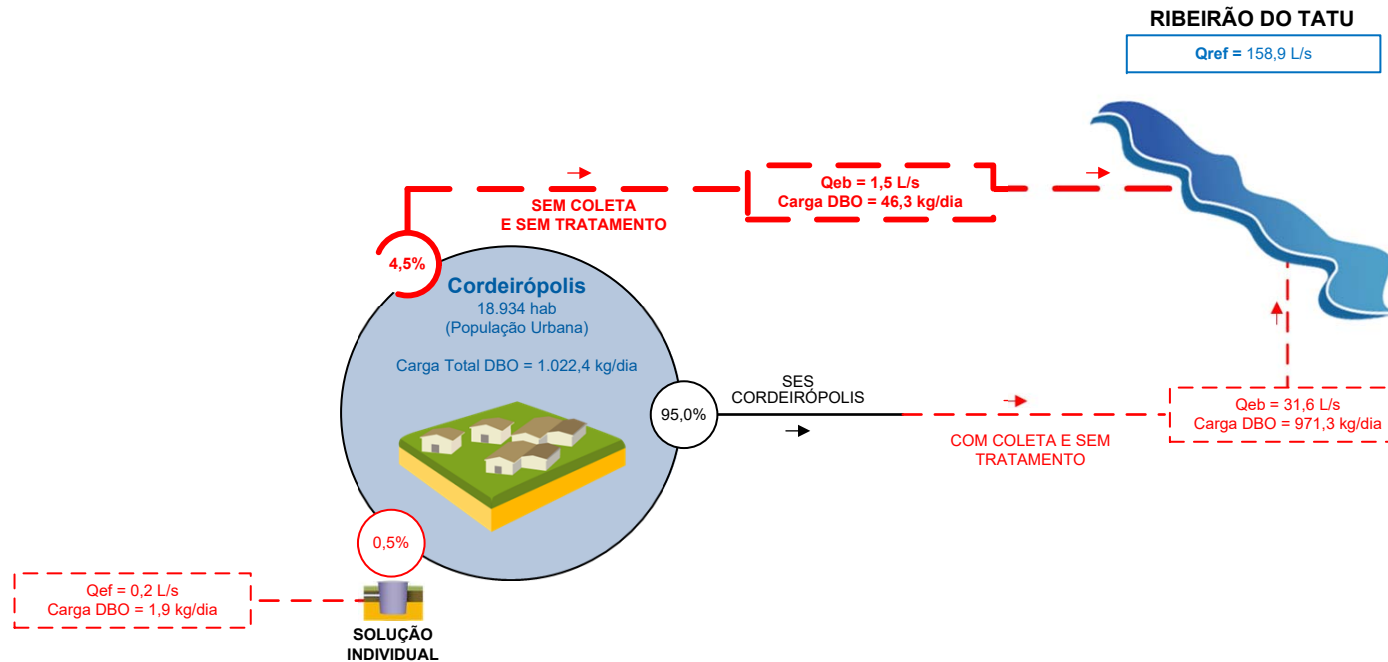 RIBEIRÃO DO TATU
Qref = 158,9 L/s
Qeb = 1,5 L/s
Carga DBO = 46,3 kg/dia
SEM COLETA
E SEM TRATAMENTO
4,5%
Cordeirópolis
18.934 hab
(População Urbana)
Carga Total DBO = 1.022,4 kg/dia
95,0%
SES
CORDEIRÓPOLIS
COM COLETA E SEM
TRATAMENTO
Qeb = 31,6 L/s
Carga DBO = 971,3 kg/dia
0,5%
Qef = 0,2 L/s
Carga DBO = 1,9 kg/dia
SOLUÇÃO
INDIVIDUAL